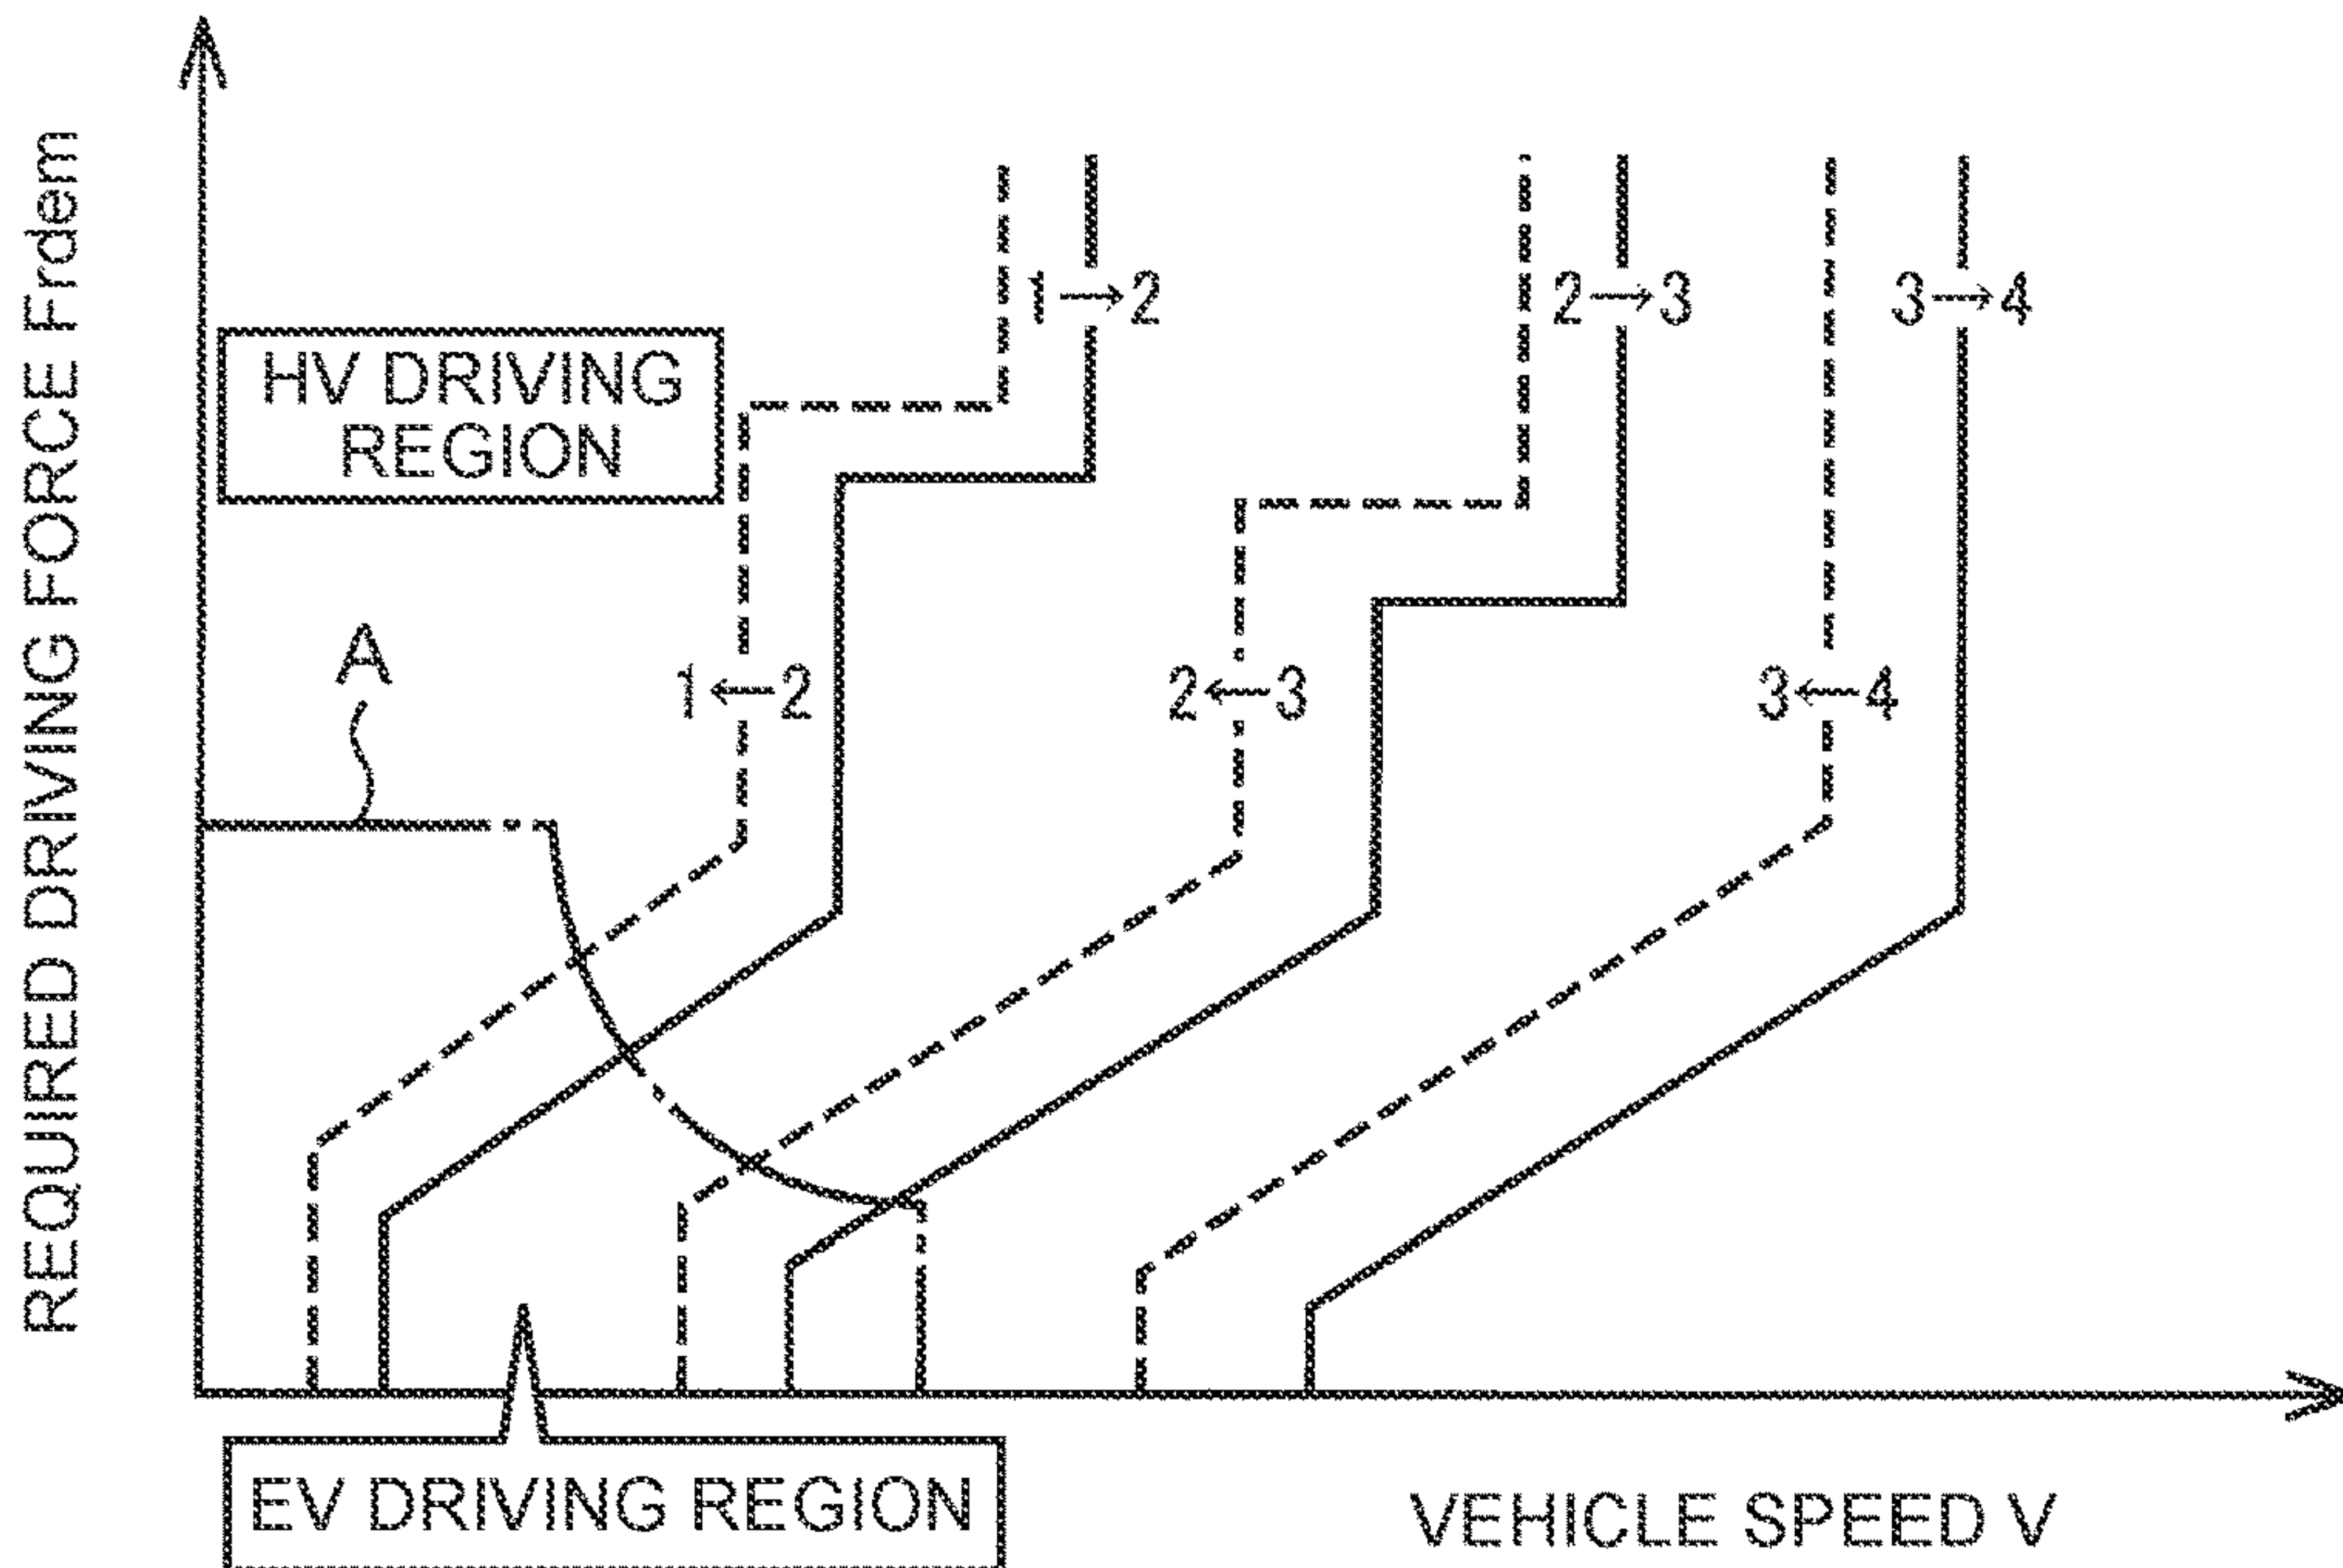 REQUIRED DRIVING FORCE Frdem
1→2
2→3
3→4
HV DRIVING
REGION
A
1←2
2←3
3←4
EV DRIVING REGION
VEHICLE SPEED V